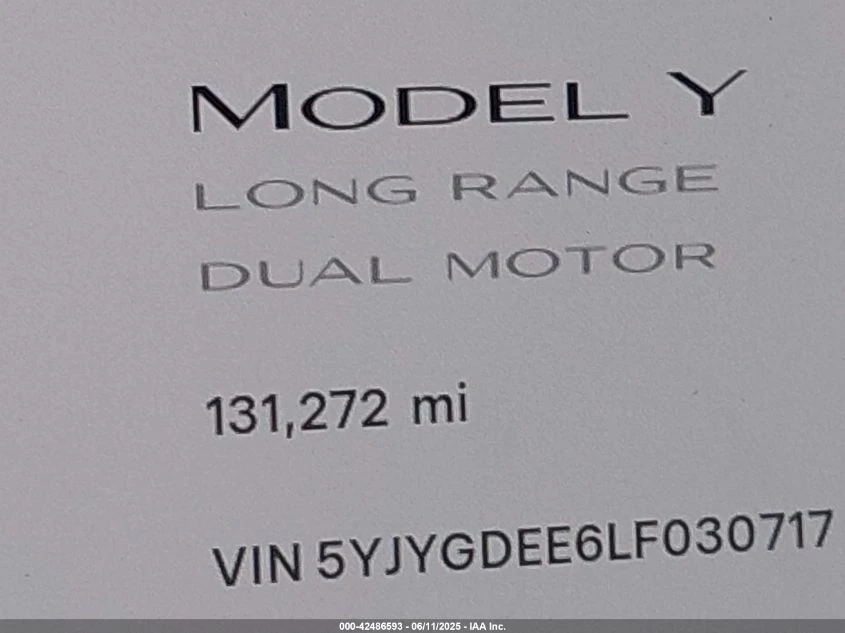 MODEL Y
LONG RANGE
DUAL MOTOR
131,272 mi
VIN 5YJYGDEE6LF030717
000-42486593 - 06/11/2025 - IAA Inc.